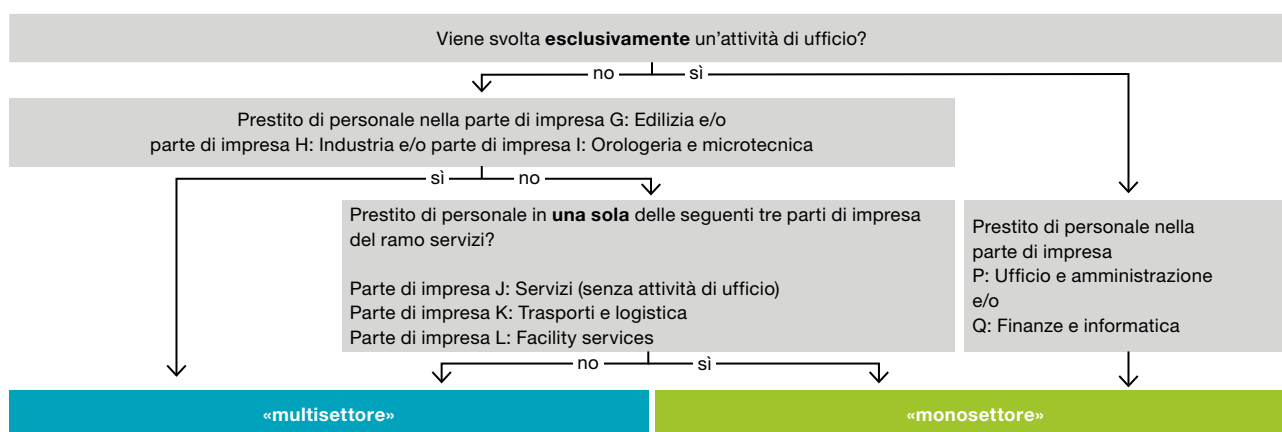 Viene svolta esclusivamente un'attività di ufficio?
no
sì
Prestito di personale nella parte di impresa G: Edilizia e/o
parte di impresa H: Industria e/o parte di impresa I: Orologeria e microtecnica
sì
no
Prestito di personale in una sola delle seguenti tre parti di impresa
del ramo servizi?
Parte di impresa J: Servizi (senza attività di ufficio)
Parte di impresa K: Trasporti e logistica
Parte di impresa L: Facility services
Prestito di personale nella
parte di impresa
P: Ufficio e amministrazione
e/o
Q: Finanze e informatica
no
sì
«multisettore»
«monosettore»